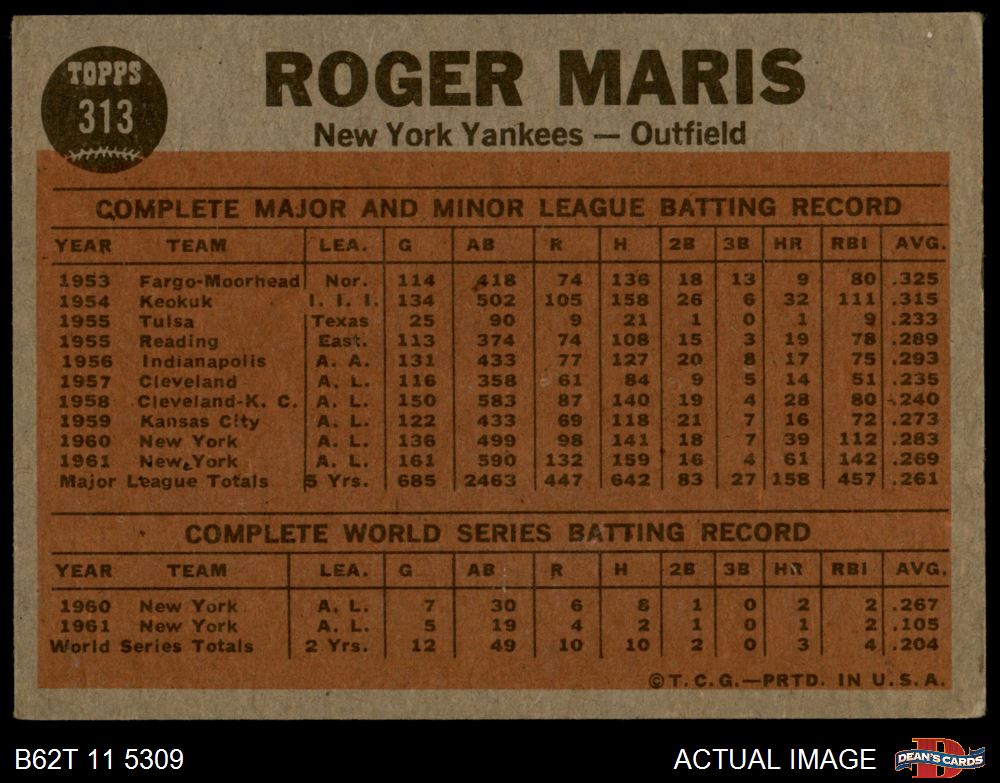 TOPPS
313
ROGER MARIS
New York Yankees — Outfield
COMPLETE MAJOR AND MINOR LEAGUE BATTING RECORD
YEAR TEAM LEA. G AB R H 2B 3B HR RBI AVG.
1953 Fargo-Moorhead Nor. 114 418 74 136 18 13 9 80 .325
1954 Keokuk I. I. I. 134 502 105 158 26 6 32 111 .315
1955 Tulsa Texas 25 90 9 21 1 0 1 9 .233
1955 Reading East. 113 374 74 108 15 3 19 78 .289
1956 Indianapolis A. A. 131 433 77 127 20 8 17 75 .293
1957 Cleveland A. L. 116 358 61 84 9 5 14 51 .235
1958 Cleveland-K. C. A. L. 150 583 87 140 19 4 28 80 .240
1959 Kansas City A. L. 122 433 69 118 21 7 16 72 .273
1960 New York A. L. 136 499 98 141 18 7 39 112 .283
1961 New York A. L. 161 590 132 159 16 4 61 142 .269
Major League Totals 5 Yrs. 685 2463 447 642 83 27 158 457 .261
COMPLETE WORLD SERIES BATTING RECORD
YEAR TEAM LEA. G AB R H 2B 3B HR RBI AVG.
1960 New York A. L. 7 30 6 8 1 0 2 2 .267
1961 New York A. L. 5 19 4 2 1 0 1 2 .105
World Series Totals 2 Yrs. 12 49 10 10 2 0 3 4 .204
©T. C. G.—PRTD. IN U. S. A.
B62T 11 5309
ACTUAL IMAGE
D
DEAN'S CARDS